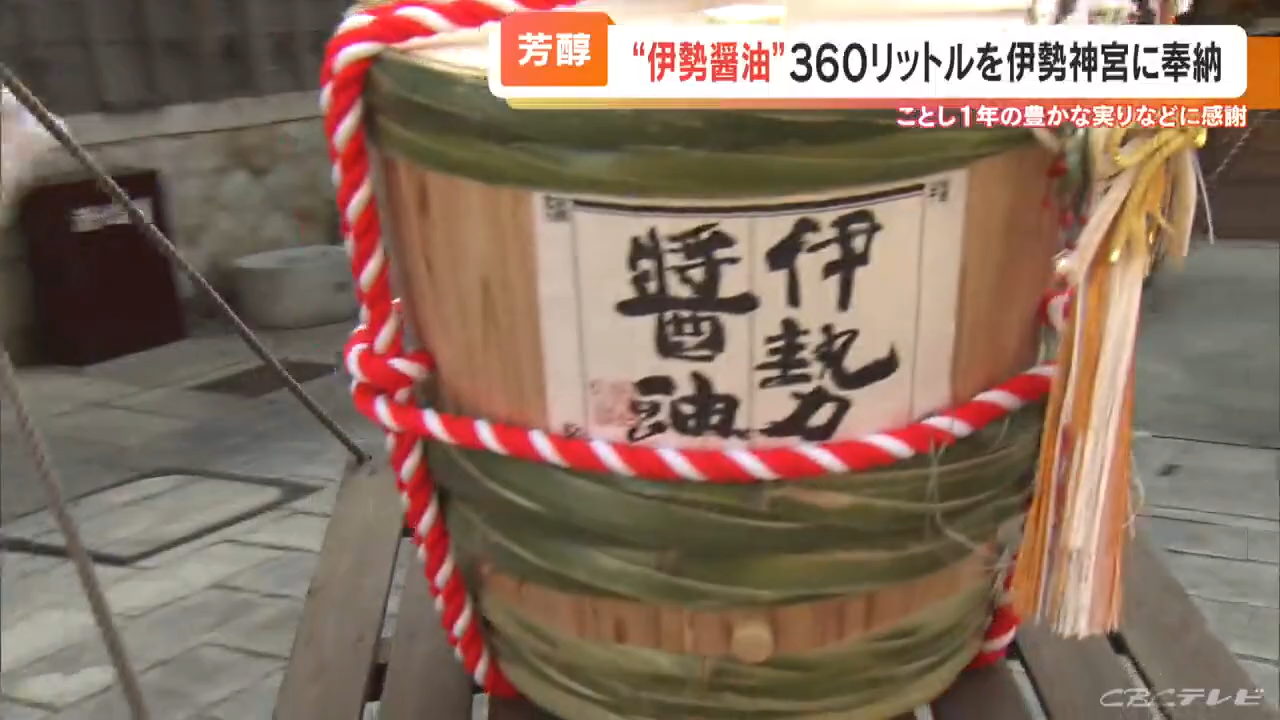 芳醇
“伊勢醤油”360リットルを伊勢神宮に奉納
ことし1年の豊かな実りなどに感謝
伊勢
醤油
CBCテレビ